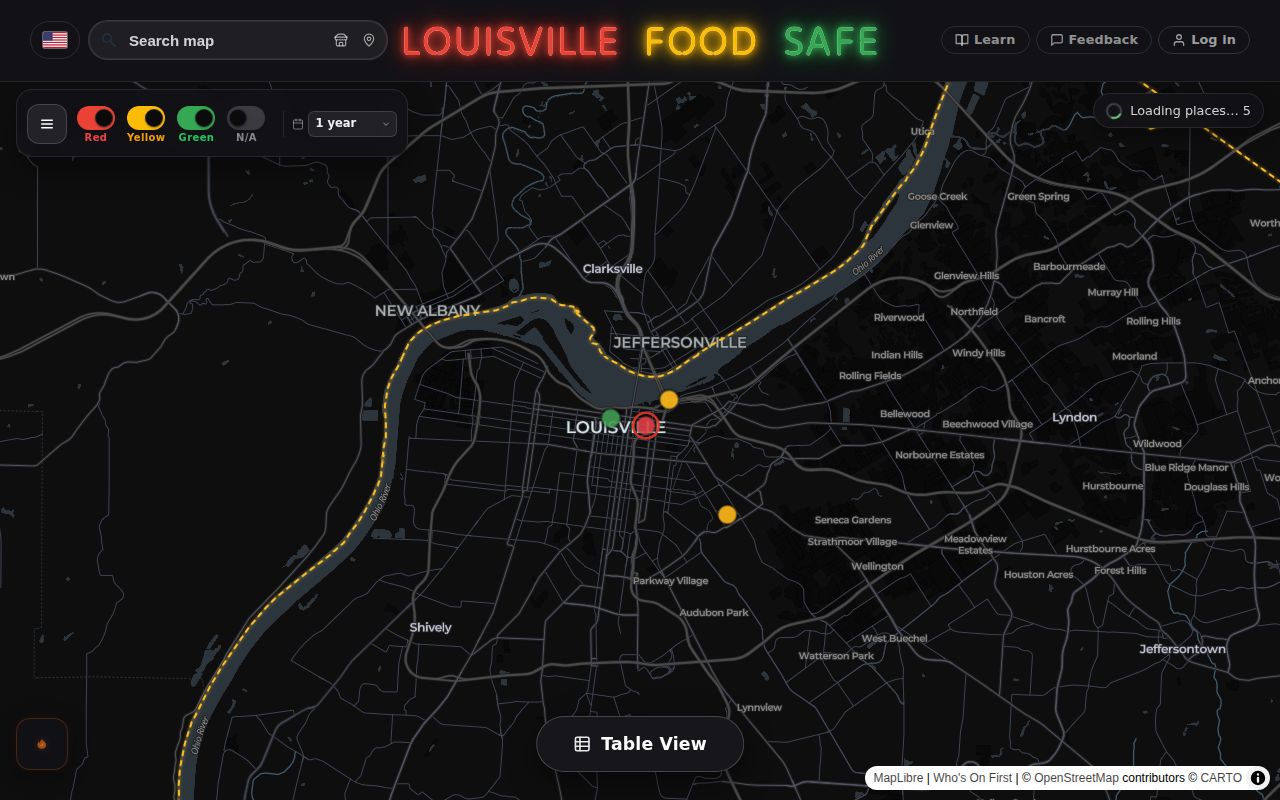 Search map
LOUISVILLE FOOD SAFE
Learn
Feedback
Log In
Red
Yellow
Green
N/A
1 year
Loading places... 5
Utica
Goose Creek
Green Spring
Glenview
Ohio River
Clarksville
Glenview Hills
Barbourmeade
Murray Hill
NEW ALBANY
Riverwood
Northfield
Bancroft
Rolling Hills
JEFFERSONVILLE
Indian Hills
Windy Hills
Moorland
Rolling Fields
Bellewood
Beechwood Village
Lyndon
LOUISVILLE
Wildwood
Norbourne Estates
Blue Ridge Manor
Hurstbourne
Douglass Hills
Ohio River
Seneca Gardens
Strathmoor Village
Meadowview
Estates
Hurstbourne Acres
Wellington
Houston Acres
Forest Hills
Parkway Village
Audubon Park
Shively
West Buechel
Watterson Park
Jeffersontown
Lynnview
Ohio River
Table View
MapLibre | Who's On First | © OpenStreetMap contributors © CARTO